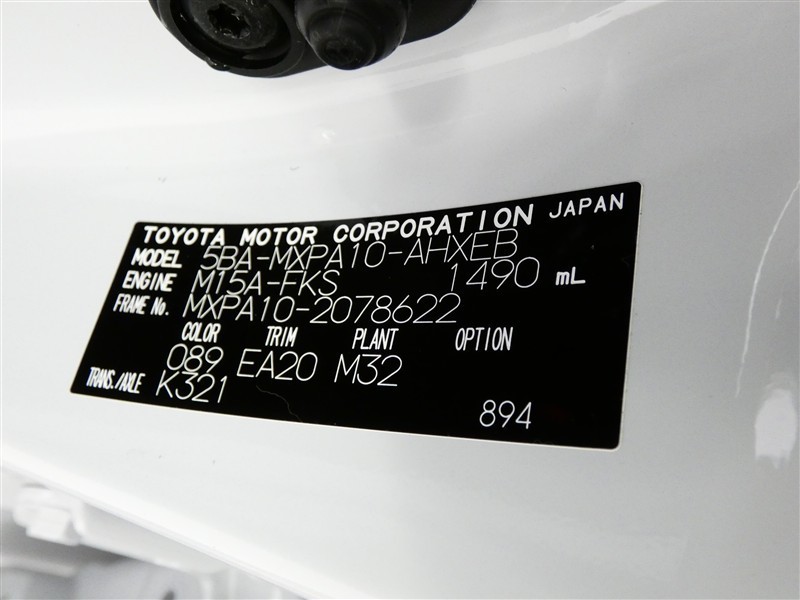 TOYOTA MOTOR CORPORATION JAPAN
MODEL 5BA-MXPA10-AHXEB
ENGINE M15A-FKS 1490 mL
FRAME No. MXPA10-2078622
COLOR TRIM PLANT OPTION
089 EA20 M32
TRANS./AXLE K321
894